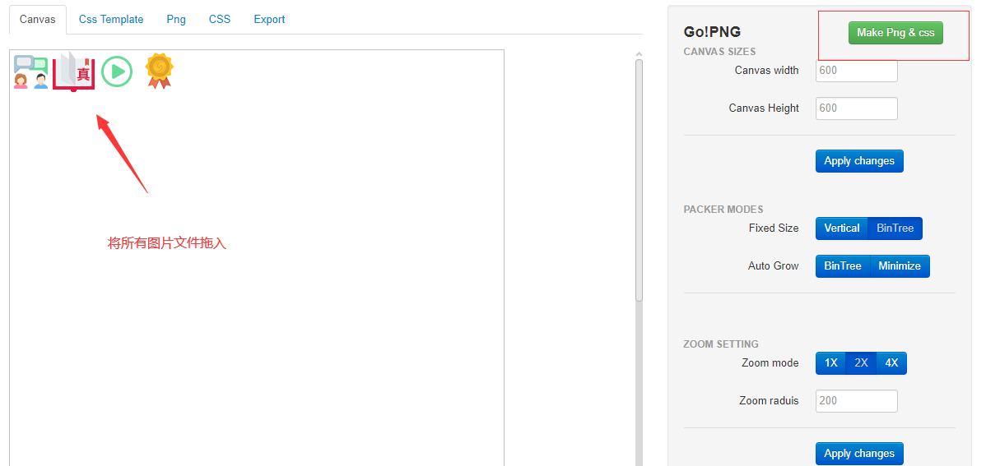 Canvas Css Template Png CSS Export
真
将所有图片文件拖入
Go!PNG
Make Png & css
CANVAS SIZES
Canvas width 600
Canvas Height 600
Apply changes
PACKER MODES
Fixed Size Vertical BinTree
Auto Grow BinTree Minimize
ZOOM SETTING
Zoom mode 1X 2X 4X
Zoom raduis 200
Apply changes